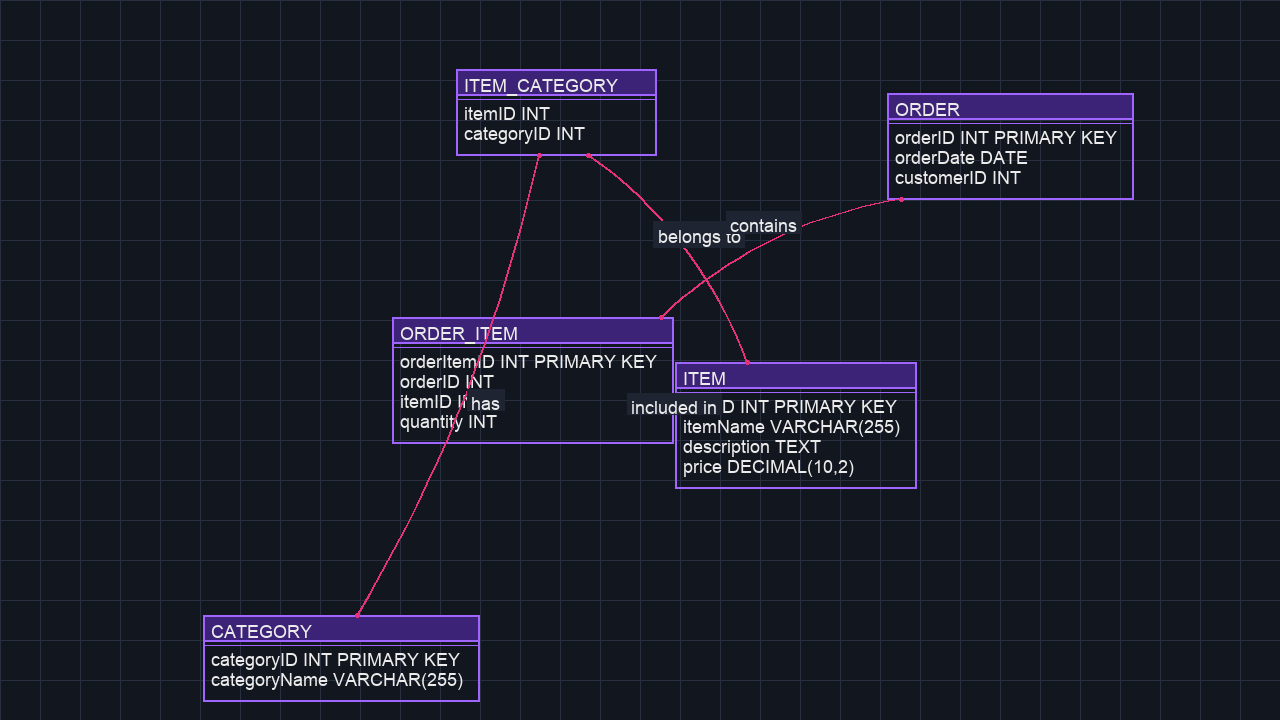 ITEM_CATEGORY
itemID INT
categoryID INT
ORDER
orderID INT PRIMARY KEY
orderDate DATE
customerID INT
belongs to
contains
ORDER_ITEM
orderItemID INT PRIMARY KEY
orderID INT
itemID
quantity INT
has
included in
ITEM
D INT PRIMARY KEY
itemName VARCHAR(255)
description TEXT
price DECIMAL(10,2)
CATEGORY
categoryID INT PRIMARY KEY
categoryName VARCHAR(255)